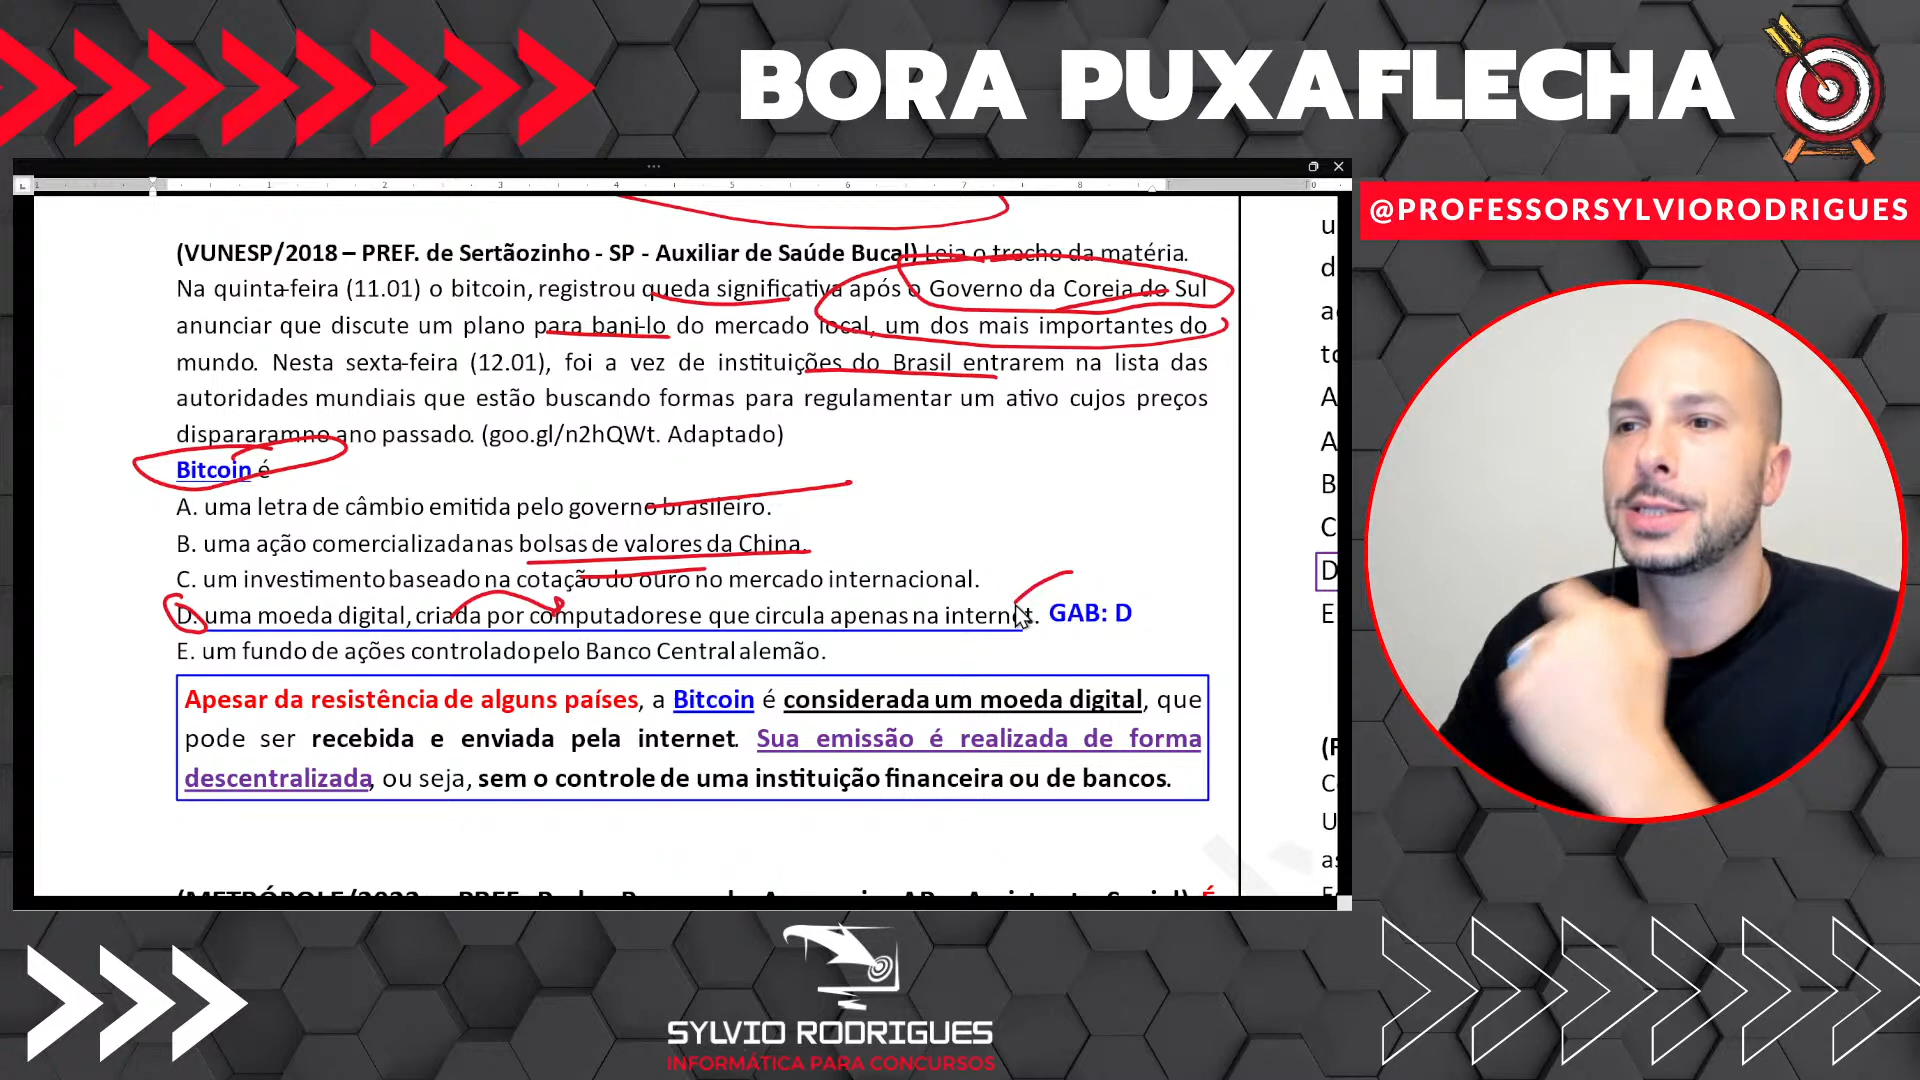 BORA PUXAFLECHA
@PROFESSORSYLVIORODRIGUES
(VUNESP/2018 – PREF. de Sertãozinho - SP - Auxiliar de Saúde Bucal) Leia o trecho da matéria.
Na quinta-feira (11.01) o bitcoin, registrou queda significativa após o Governo da Coreia do Sul
anunciar que discute um plano para bani-lo do mercado local, um dos mais importantes do
mundo. Nesta sexta-feira (12.01), foi a vez de instituições do Brasil entrarem na lista das
autoridades mundiais que estão buscando formas para regulamentar um ativo cujos preços
dispararam no ano passado. (goo.gl/n2hQWt. Adaptado)
Bitcoin é
A. uma letra de câmbio emitida pelo governo brasileiro.
B. uma ação comercializada nas bolsas de valores da China.
C. um investimento baseado na cotação do ouro no mercado internacional.
D. uma moeda digital, criada por computadores e que circula apenas na internet. GAB: D
E. um fundo de ações controlado pelo Banco Central alemão.
Apesar da resistência de alguns países, a Bitcoin é considerada um moeda digital, que
pode ser recebida e enviada pela internet. Sua emissão é realizada de forma
descentralizada, ou seja, sem o controle de uma instituição financeira ou de bancos.
A
A
B
C
D
E
SYLVIO RODRIGUES
INFORMÁTICA PARA CONCURSOS